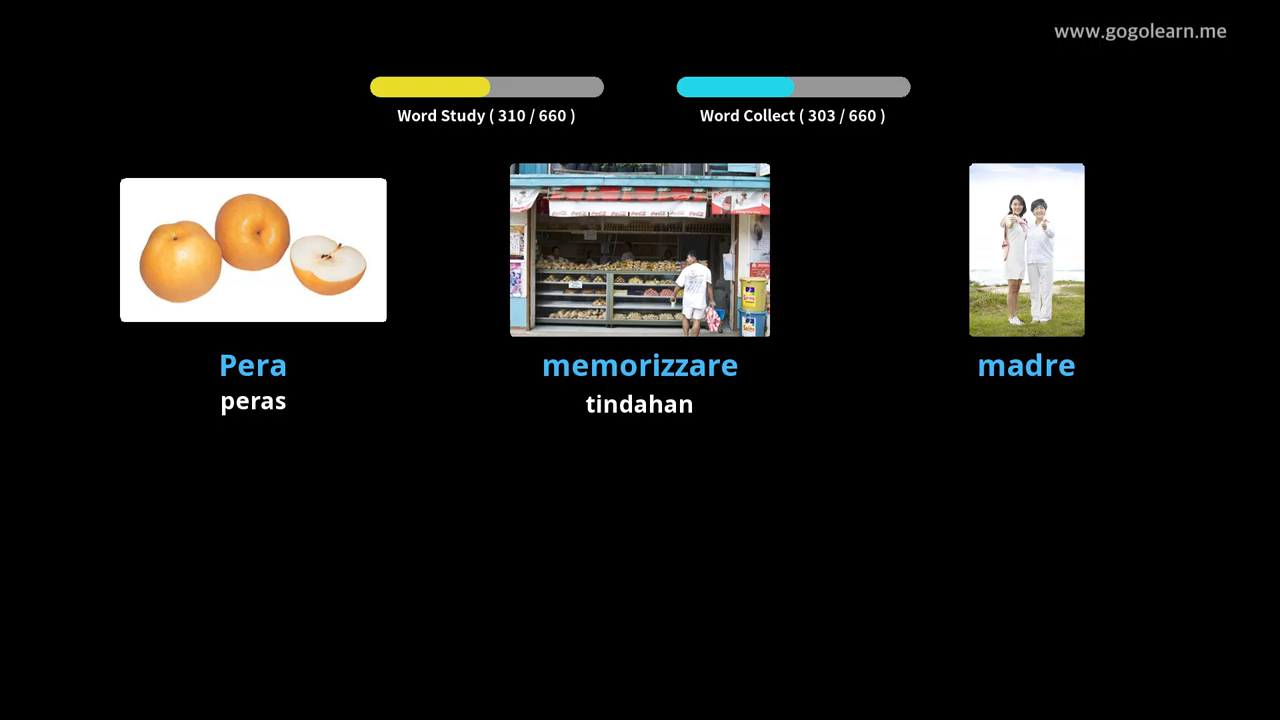 www.gogolearn.me
Word Study ( 310 / 660 )
Word Collect ( 303 / 660 )
Pera
peras
memorizzare
tindahan
madre